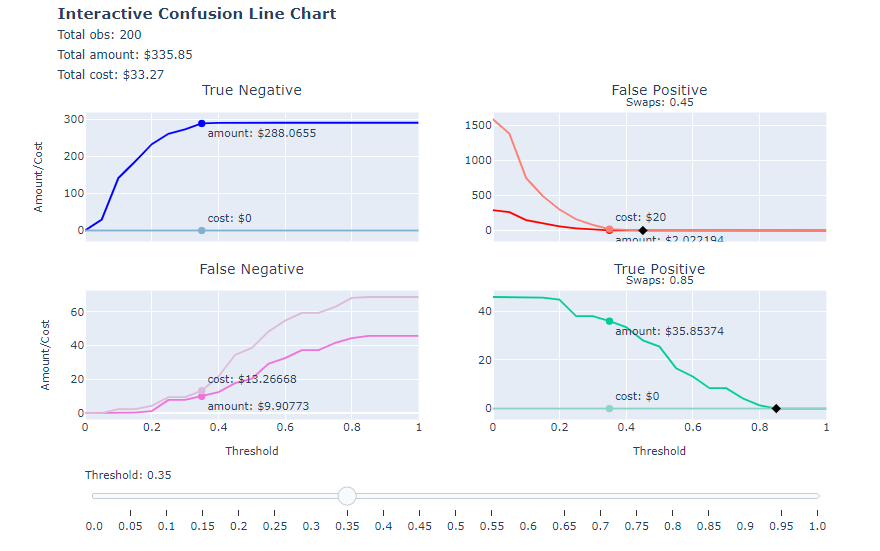 Interactive Confusion Line Chart
Total obs: 200
Total amount: $335.85
Total cost: $33.27
True Negative
False Positive
Swaps: 0.45
300
200
100
0
Amount/Cost
amount: $288.0655
cost: $0
1500
1000
500
0
cost: $20
amount: $2.022194
False Negative
True Positive
Swaps: 0.85
60
40
20
0
Amount/Cost
cost: $13.26668
amount: $9.90773
40
20
0
amount: $35.85374
cost: $0
0 0.2 0.4 0.6 0.8 1
0 0.2 0.4 0.6 0.8 1
Threshold
Threshold
Threshold: 0.35
0.0 0.05 0.1 0.15 0.2 0.25 0.3 0.35 0.4 0.45 0.5 0.55 0.6 0.65 0.7 0.75 0.8 0.85 0.9 0.95 1.0